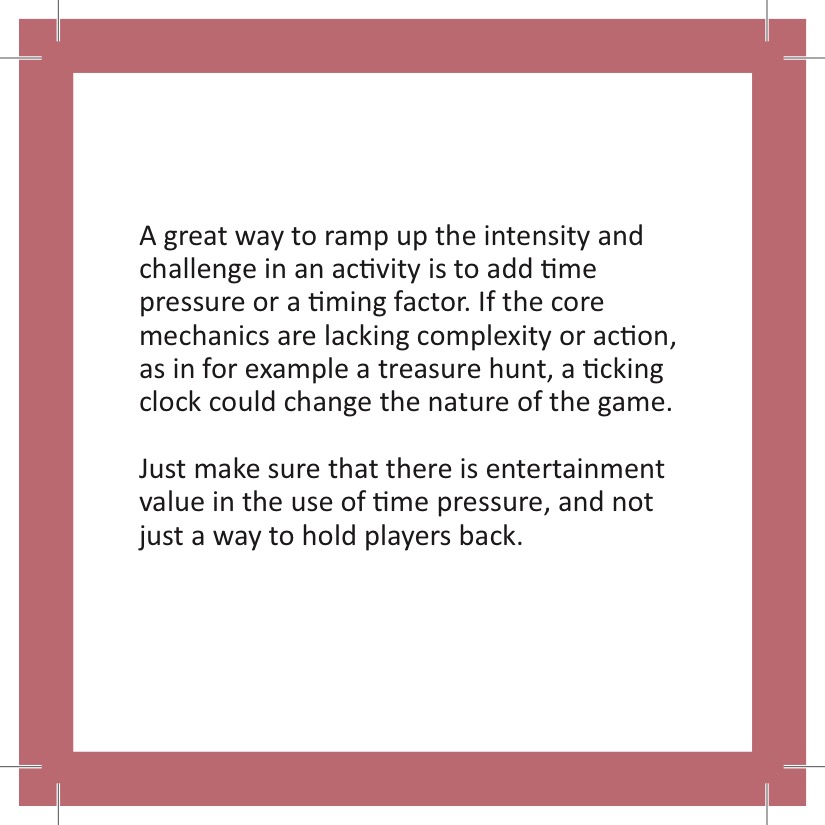 A great way to ramp up the intensity and
challenge in an activity is to add time
pressure or a timing factor. If the core
mechanics are lacking complexity or action,
as in for example a treasure hunt, a ticking
clock could change the nature of the game.
Just make sure that there is entertainment
value in the use of time pressure, and not
just a way to hold players back.